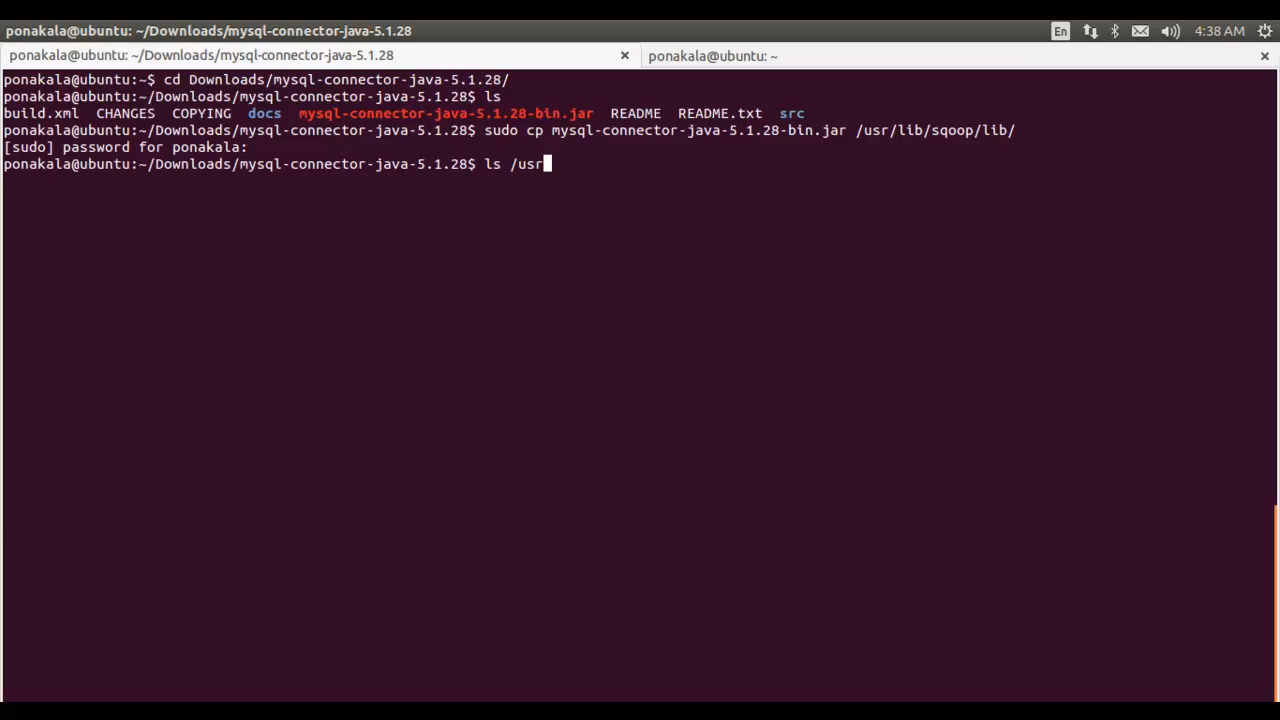 ponakala@ubuntu: ~/Downloads/mysql-connector-java-5.1.28
En
4:38 AM
ponakala@ubuntu: ~/Downloads/mysql-connector-java-5.1.28 ×
ponakala@ubuntu: ~ ×
ponakala@ubuntu:~$ cd Downloads/mysql-connector-java-5.1.28/
ponakala@ubuntu:~/Downloads/mysql-connector-java-5.1.28$ ls
build.xml CHANGES COPYING docs mysql-connector-java-5.1.28-bin.jar README README.txt src
ponakala@ubuntu:~/Downloads/mysql-connector-java-5.1.28$ sudo cp mysql-connector-java-5.1.28-bin.jar /usr/lib/sqoop/lib/
[sudo] password for ponakala:
ponakala@ubuntu:~/Downloads/mysql-connector-java-5.1.28$ ls /usr